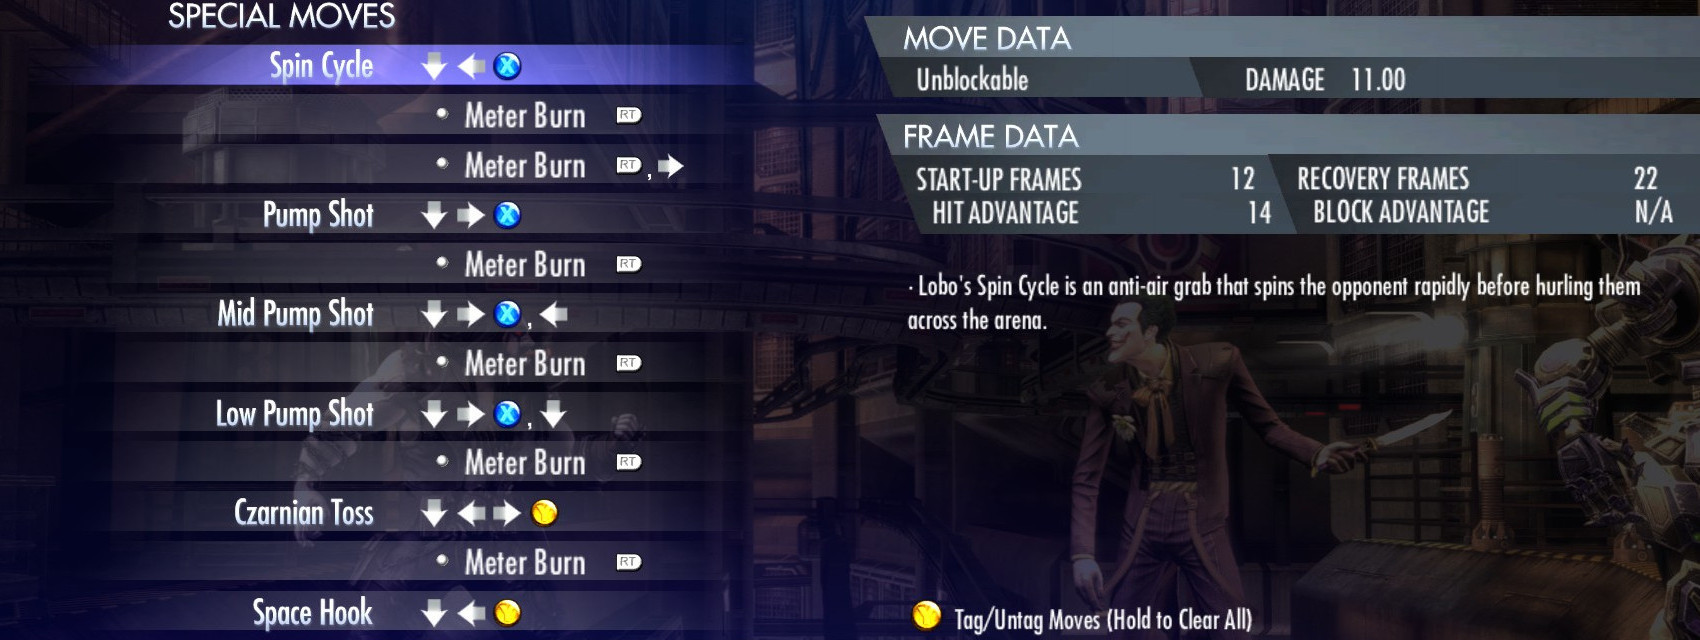 SPECIAL MOVES
Spin Cycle X
• Meter Burn RT
• Meter Burn RT ,
Pump Shot X
• Meter Burn RT
Mid Pump Shot X ,
• Meter Burn RT
Low Pump Shot X ,
• Meter Burn RT
Czarnian Toss Y
• Meter Burn RT
Space Hook Y
MOVE DATA
Unblockable DAMAGE 11.00
FRAME DATA
START-UP FRAMES 12 RECOVERY FRAMES 22
HIT ADVANTAGE 14 BLOCK ADVANTAGE N/A
· Lobo's Spin Cycle is an anti-air grab that spins the opponent rapidly before hurling them
across the arena.
Y Tag/Untag Moves (Hold to Clear All)